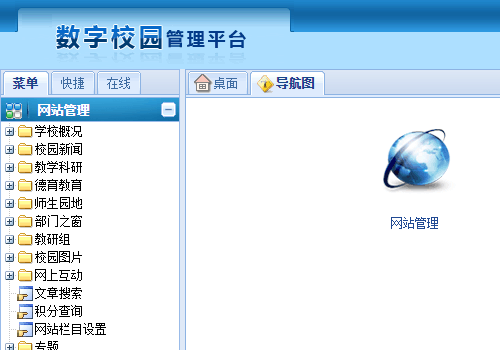 数字校园管理平台
菜单 快捷 在线 桌面 导航图
网站管理
学校概况
校园新闻
教学科研
德育教育
师生园地
部门之窗
教研组
校园图片
网上互动
文章搜索
积分查询
网站栏目设置
专题
网站管理